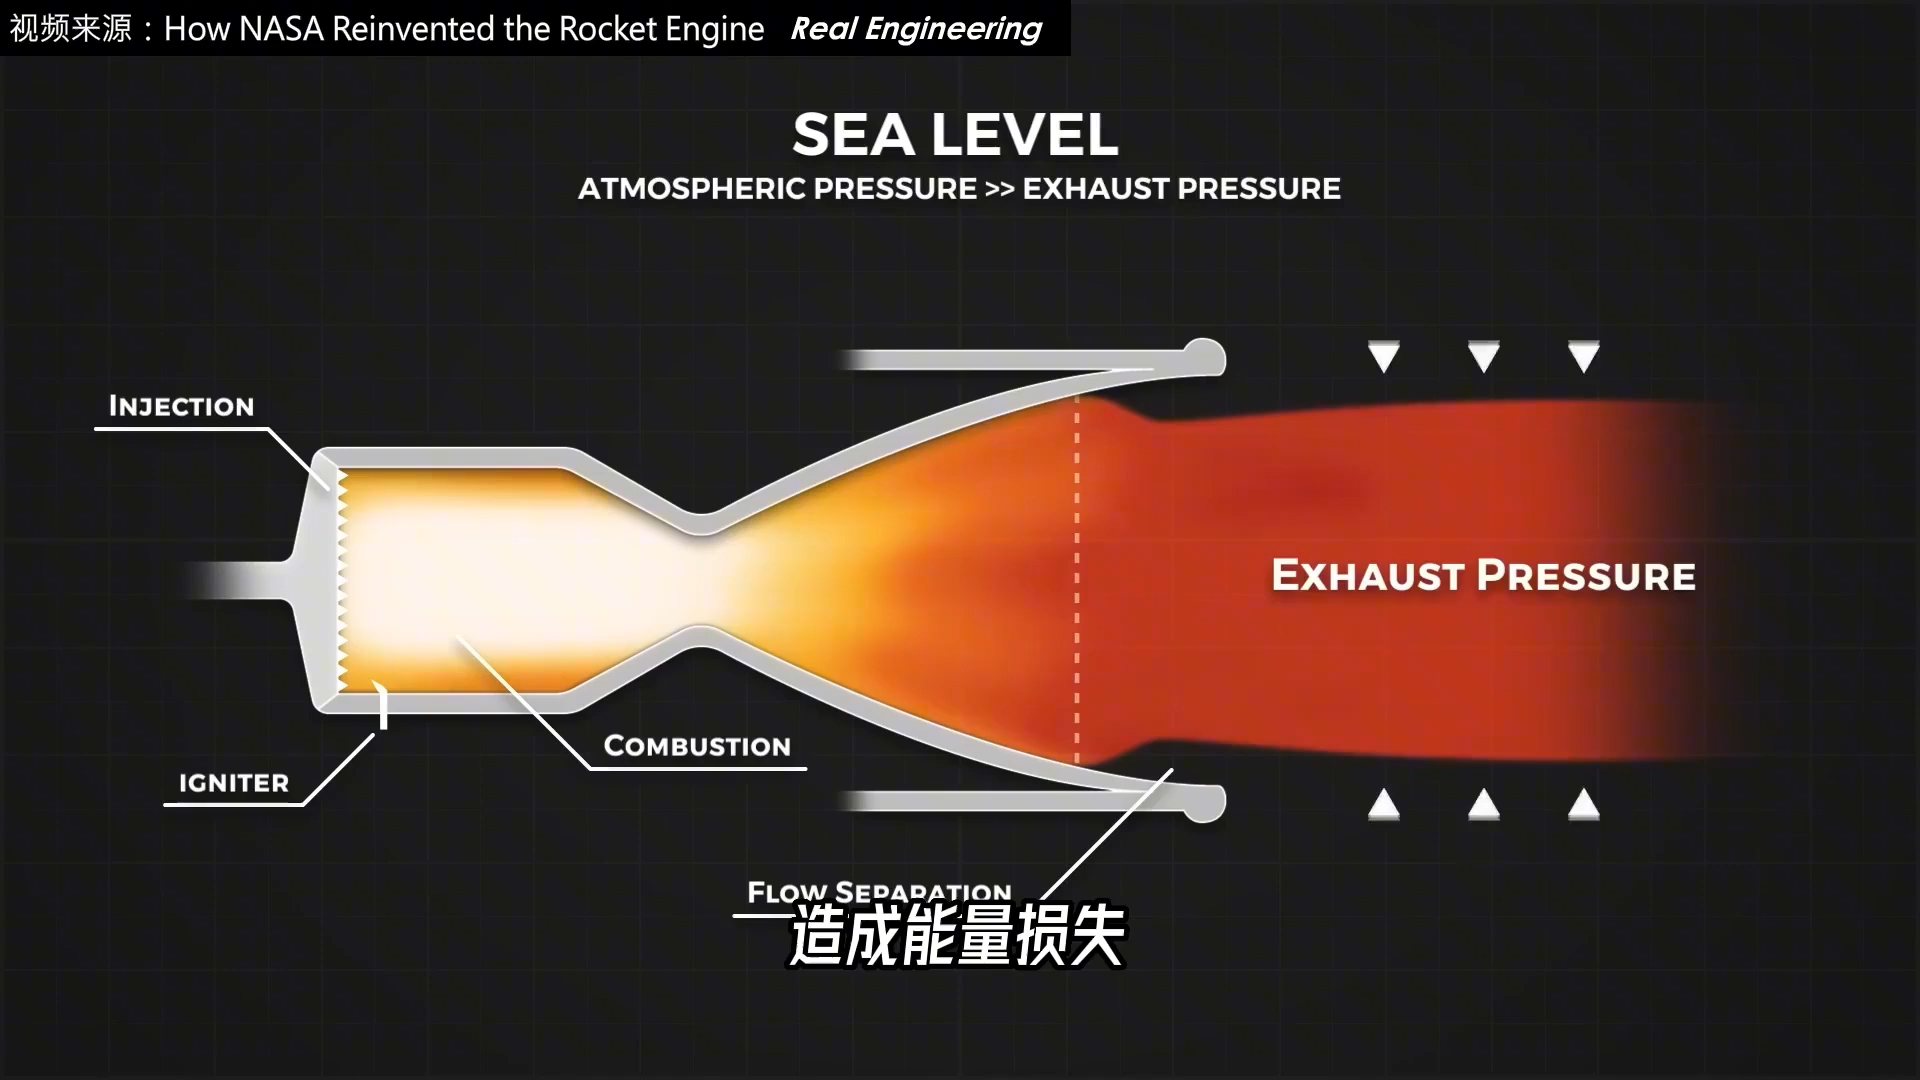 视频来源：How NASA Reinvented the Rocket Engine Real Engineering
SEA LEVEL
ATMOSPHERIC PRESSURE >> EXHAUST PRESSURE
INJECTION
EXHAUST PRESSURE
COMBUSTION
IGNITER
FLOW SEPARATION
造成能量损失